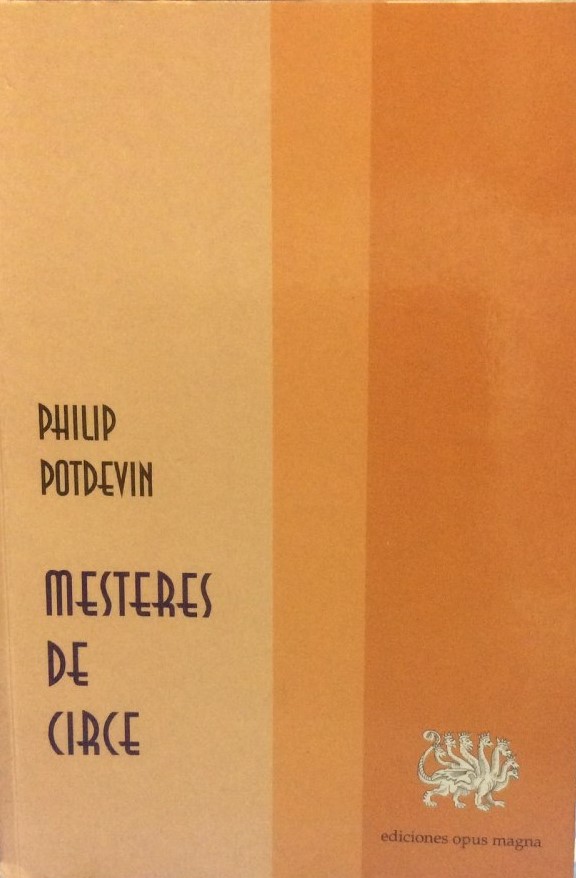 PHILIP
POTDEVIN
MESTERES
DE
CIRCE
ediciones opus magna